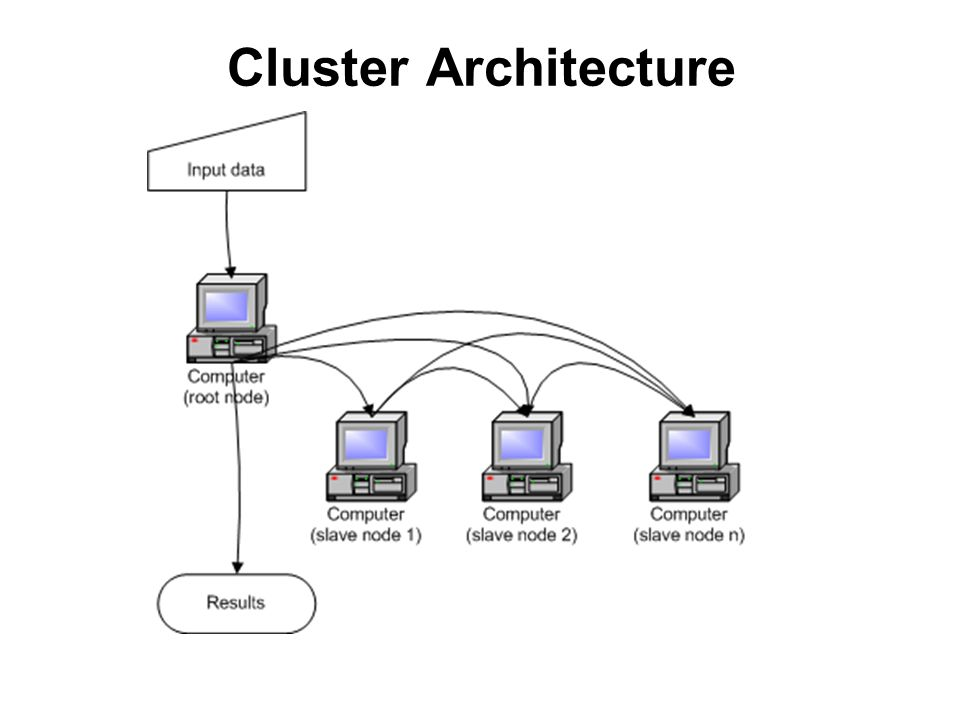 Cluster Architecture
Input data
Computer
(root node)
Computer
(slave node 1)
Computer
(slave node 2)
Computer
(slave node n)
Results